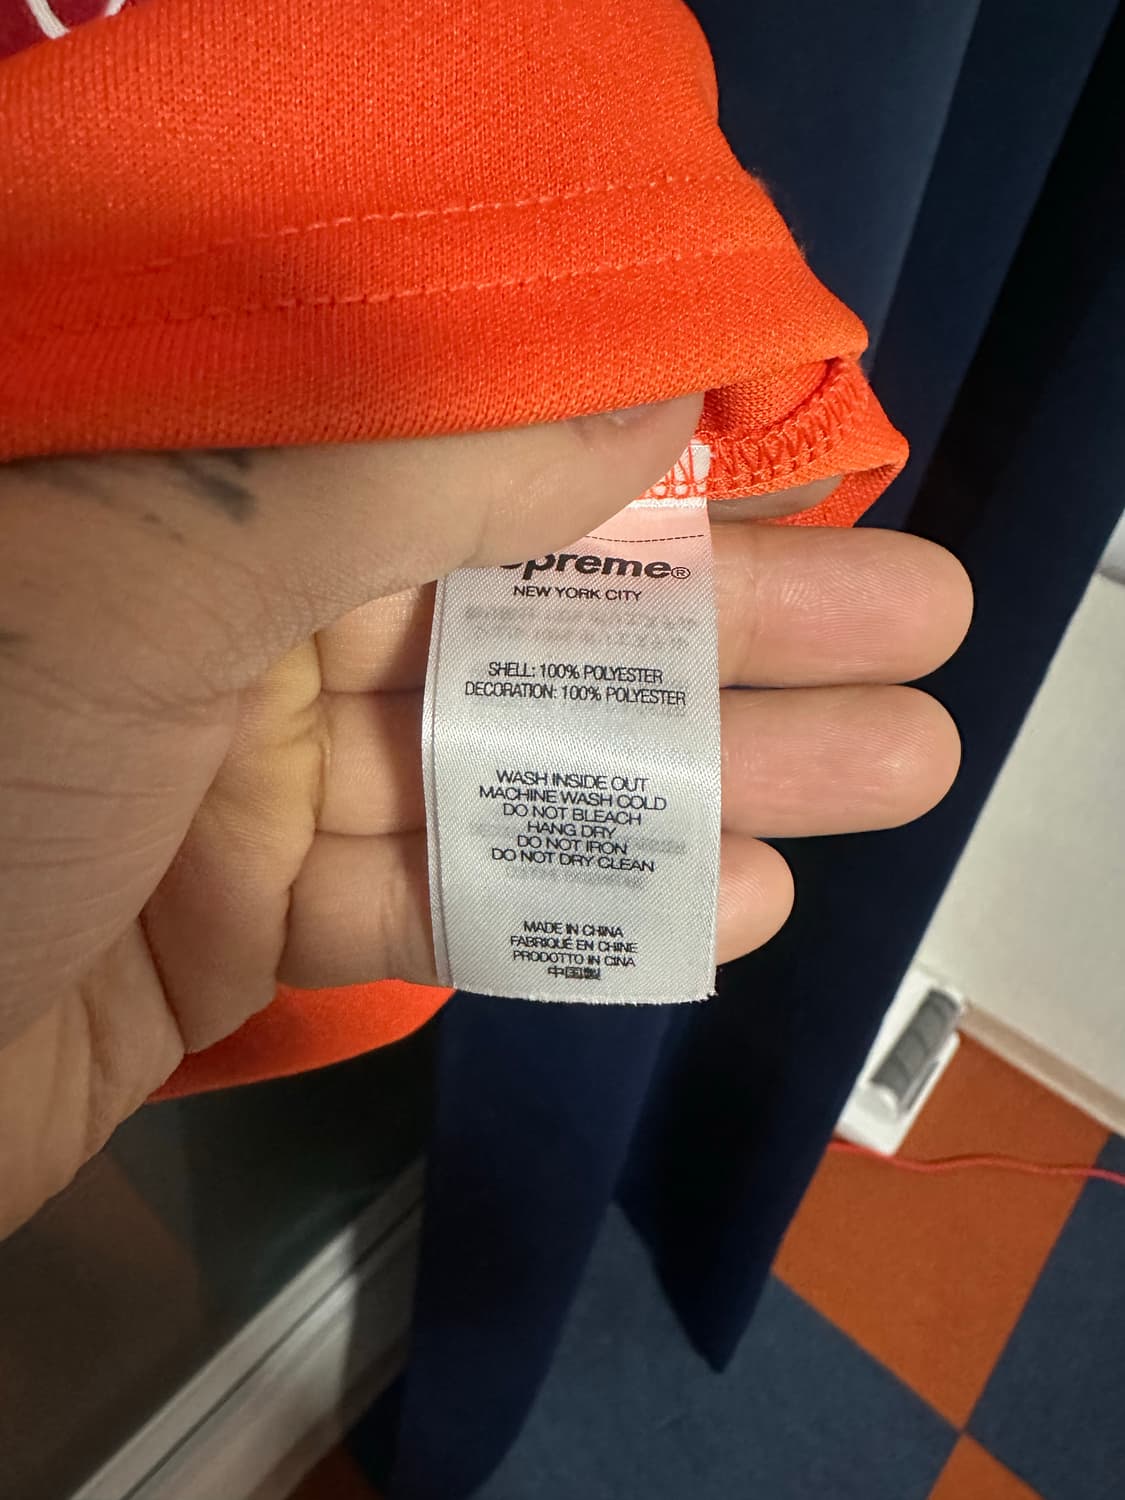 preme®
NEW YORK CITY
SHELL: 100% POLYESTER
DECORATION: 100% POLYESTER
WASH INSIDE OUT
MACHINE WASH COLD
DO NOT BLEACH
HANG DRY
DO NOT IRON
DO NOT DRY CLEAN
MADE IN CHINA
FABRIQUÉ EN CHINE
PRODOTTO IN CINA
中国製